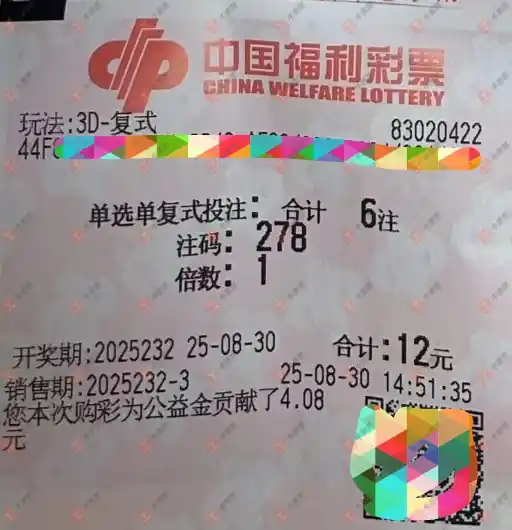 中国福利彩票
CHINA WELFARE LOTTERY
玩法:3D-复式
83020422
44F
单选单复式投注: 合计 6注
注码: 278
倍数: 1
开奖期:2025232 25-08-30 合计:12元
销售期:2025232-3 25-08-30 14:51:35
您本次购彩为公益金贡献了4.08
元